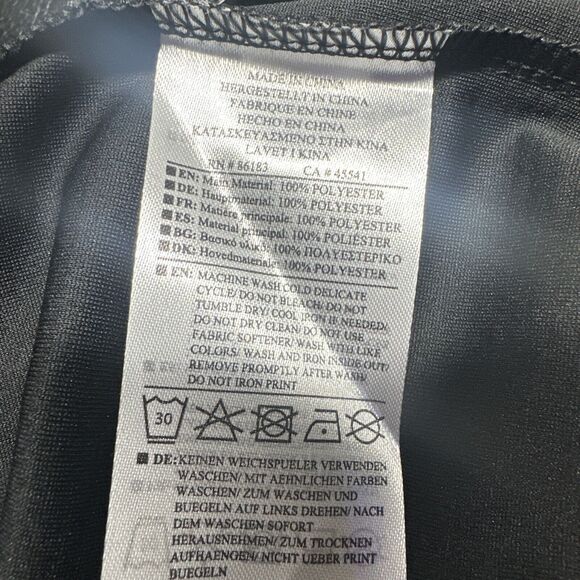 MADE IN CHINA
HERGESTELLT IN CHINA
FABRIQUE EN CHINE
HECHO EN CHINA
ΚΑΤΑΣΚΕΥΑΣΜΕΝΟ ΣΤΗΝ ΚΙΝΑ
LAVET I KINA
RN # 86183 CA # 45541
EN: Main Material: 100% POLYESTER
DE: Hauptmaterial: 100% POLYESTER
FR: Matière principale: 100% POLYESTER
ES: Material principal: 100% POLIÉSTER
BG: Βασικό υλικό: 100% ΠΟΛΥΕΣΤΕΡΙΚΟ
DK: Hovedmateriale: 100% POLYESTER
EN: MACHINE WASH COLD DELICATE
CYCLE/ DO NOT BLEACH/ DO NOT
TUMBLE DRY/ COOL IRON IF NEEDED/
DO NOT DRY CLEAN/ DO NOT USE
FABRIC SOFTENER/ WASH WITH LIKE
COLORS/ WASH AND IRON INSIDE OUT/
REMOVE PROMPTLY AFTER WASH/
DO NOT IRON PRINT
30
DE: KEINEN WEICHSPUELER VERWENDEN
WASCHEN/ MIT AEHNLICHEN FARBEN
WASCHEN/ ZUM WASCHEN UND
BUEGELN AUF LINKS DREHEN/ NACH
DEM WASCHEN SOFORT
HERAUSNEHMEN/ ZUM TROCKNEN
AUFHAENGEN/ NICHT UEBER PRINT
BUEGELN